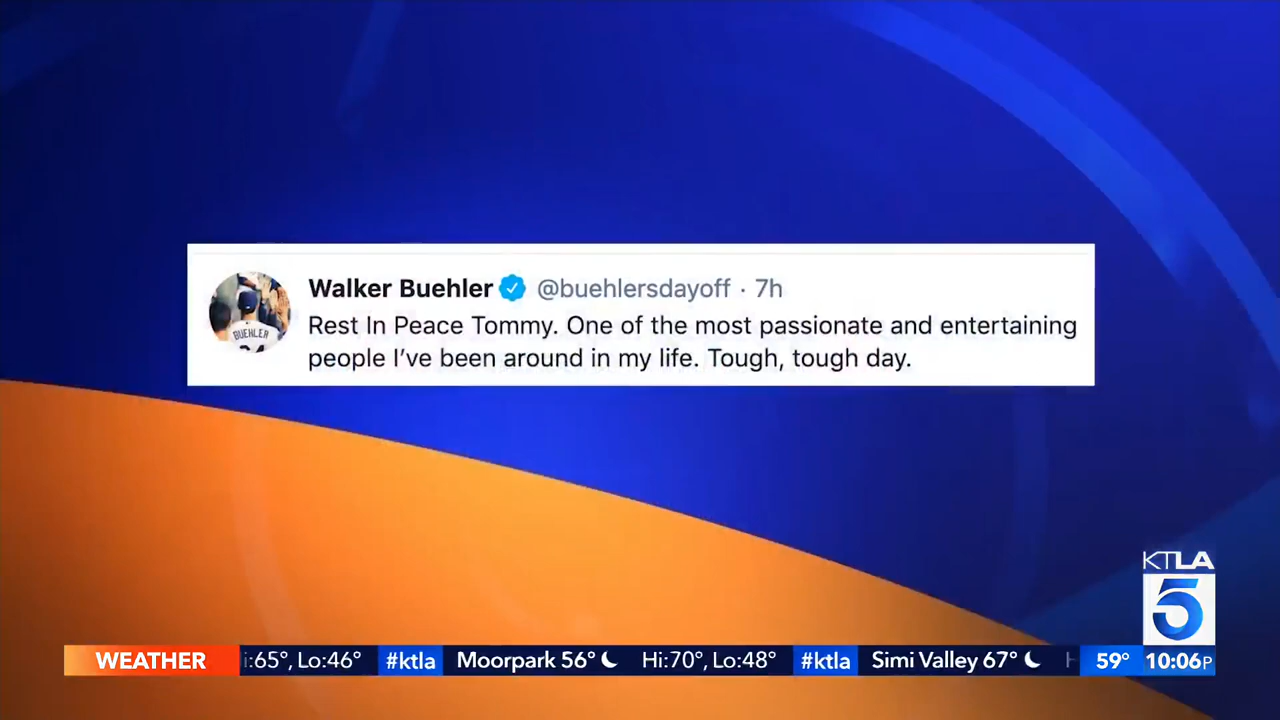 Walker Buehler @buehlersdayoff · 7h
Rest In Peace Tommy. One of the most passionate and entertaining
people I’ve been around in my life. Tough, tough day.
BUEHLER
KTLA
5
WEATHER i:65°, Lo:46° #ktla Moorpark 56° Hi:70°, Lo:48° #ktla Simi Valley 67° H 59° 10:06P